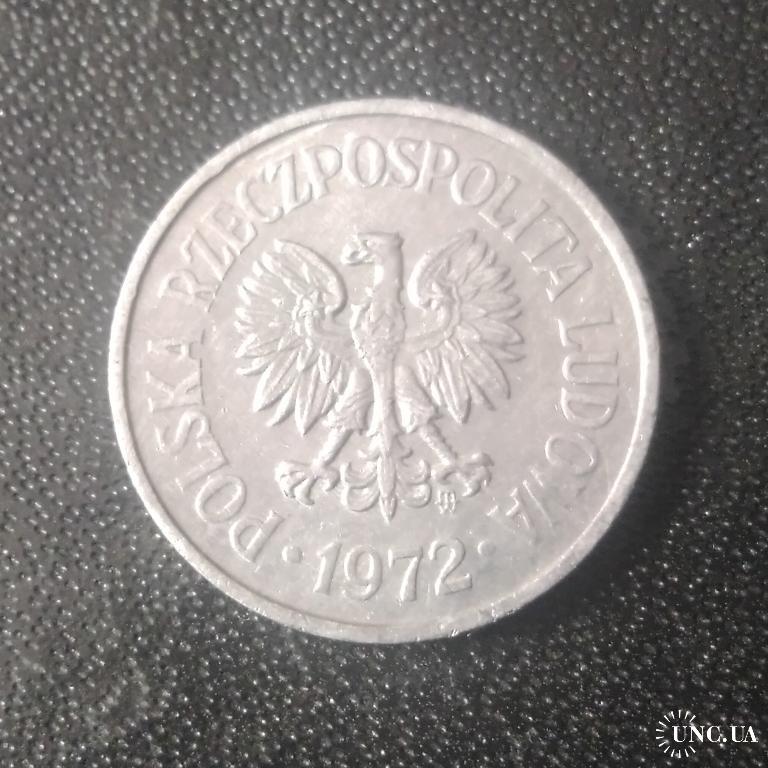 POLSKA RZECZPOSPOLITA LUDOWA
·1972·
UNC.UA